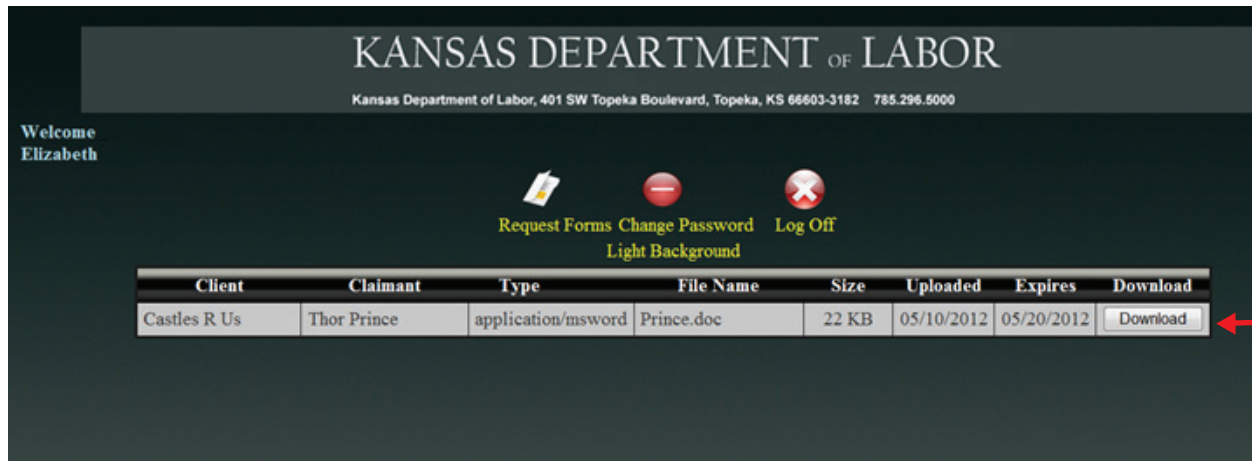 KANSAS DEPARTMENT OF LABOR
Kansas Department of Labor, 401 SW Topeka Boulevard, Topeka, KS 66603-3182 785.296.5000
Welcome
Elizabeth
Request Forms Change Password Log Off
Light Background
Client Claimant Type File Name Size Uploaded Expires Download
Castles R Us Thor Prince application/msword Prince.doc 22 KB 05/10/2012 05/20/2012 Download